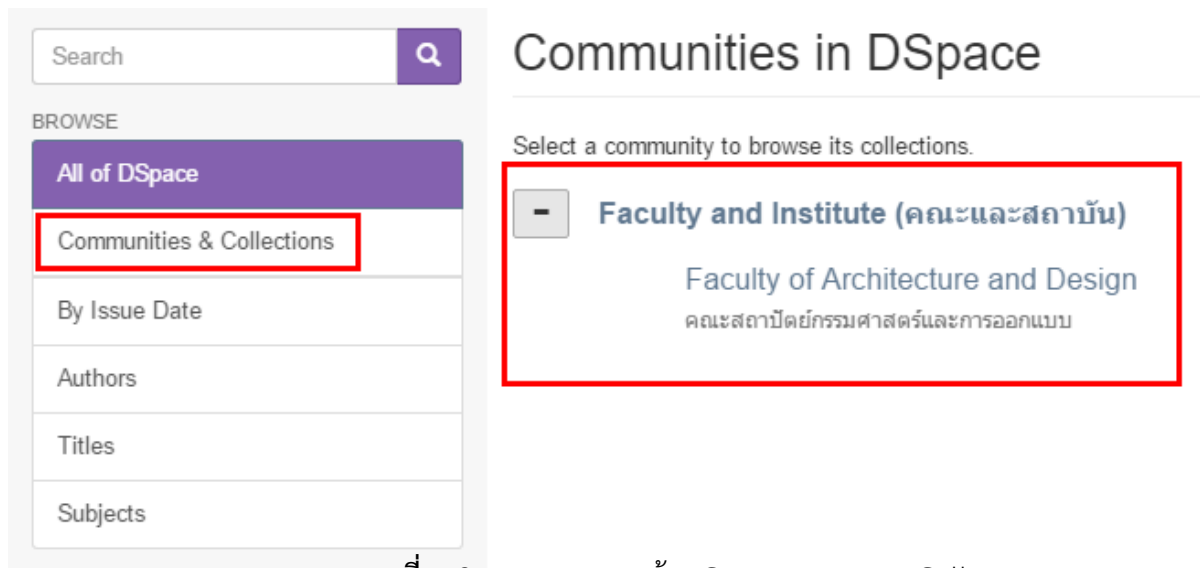 Search
BROWSE
All of DSpace
Communities & Collections
By Issue Date
Authors
Titles
Subjects
Communities in DSpace
Select a community to browse its collections.
Faculty and Institute (คณะและสถาบัน)
Faculty of Architecture and Design
คณะสถาปัตย์กรรมศาสตร์และการออกแบบ